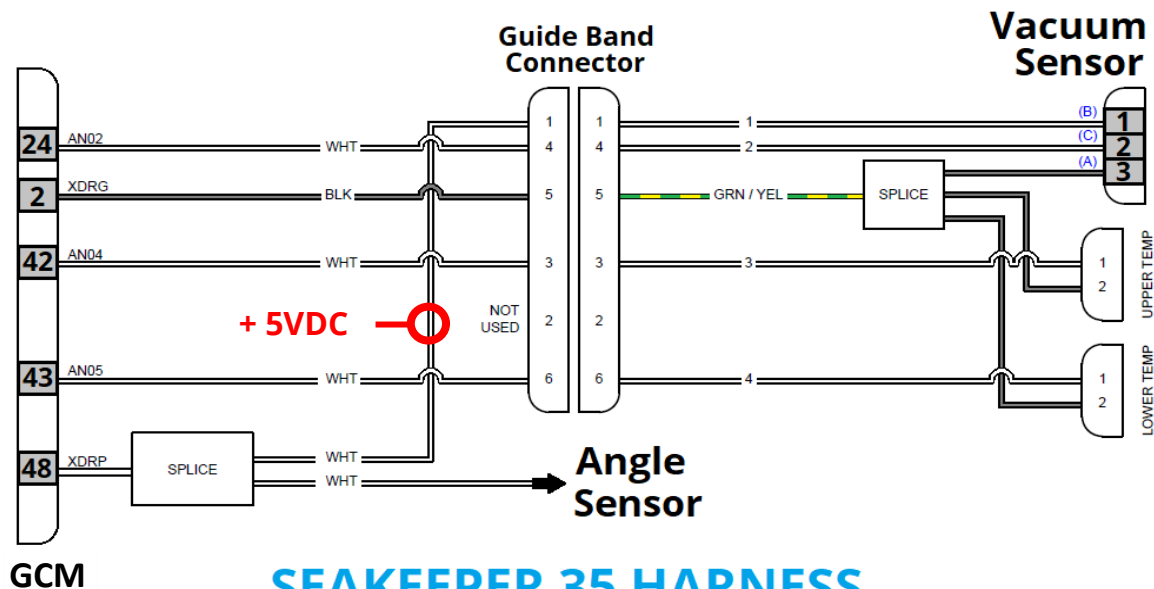 Vacuum
Sensor
Guide Band
Connector
24 AN02 WHT 1 1 1 (B) 1
4 4 2 (C) 2
(A) 3
2 XDRG BLK 5 5 GRN / YEL SPLICE
42 AN04 WHT 3 3 3 1
2
UPPER TEMP
+ 5VDC
NOT
USED
2 2
43 AN05 WHT 6 6 4 1
2
LOWER TEMP
48 XDRP SPLICE WHT
WHT
Angle
Sensor
GCM
SEAKEEPER 35 HARNESS